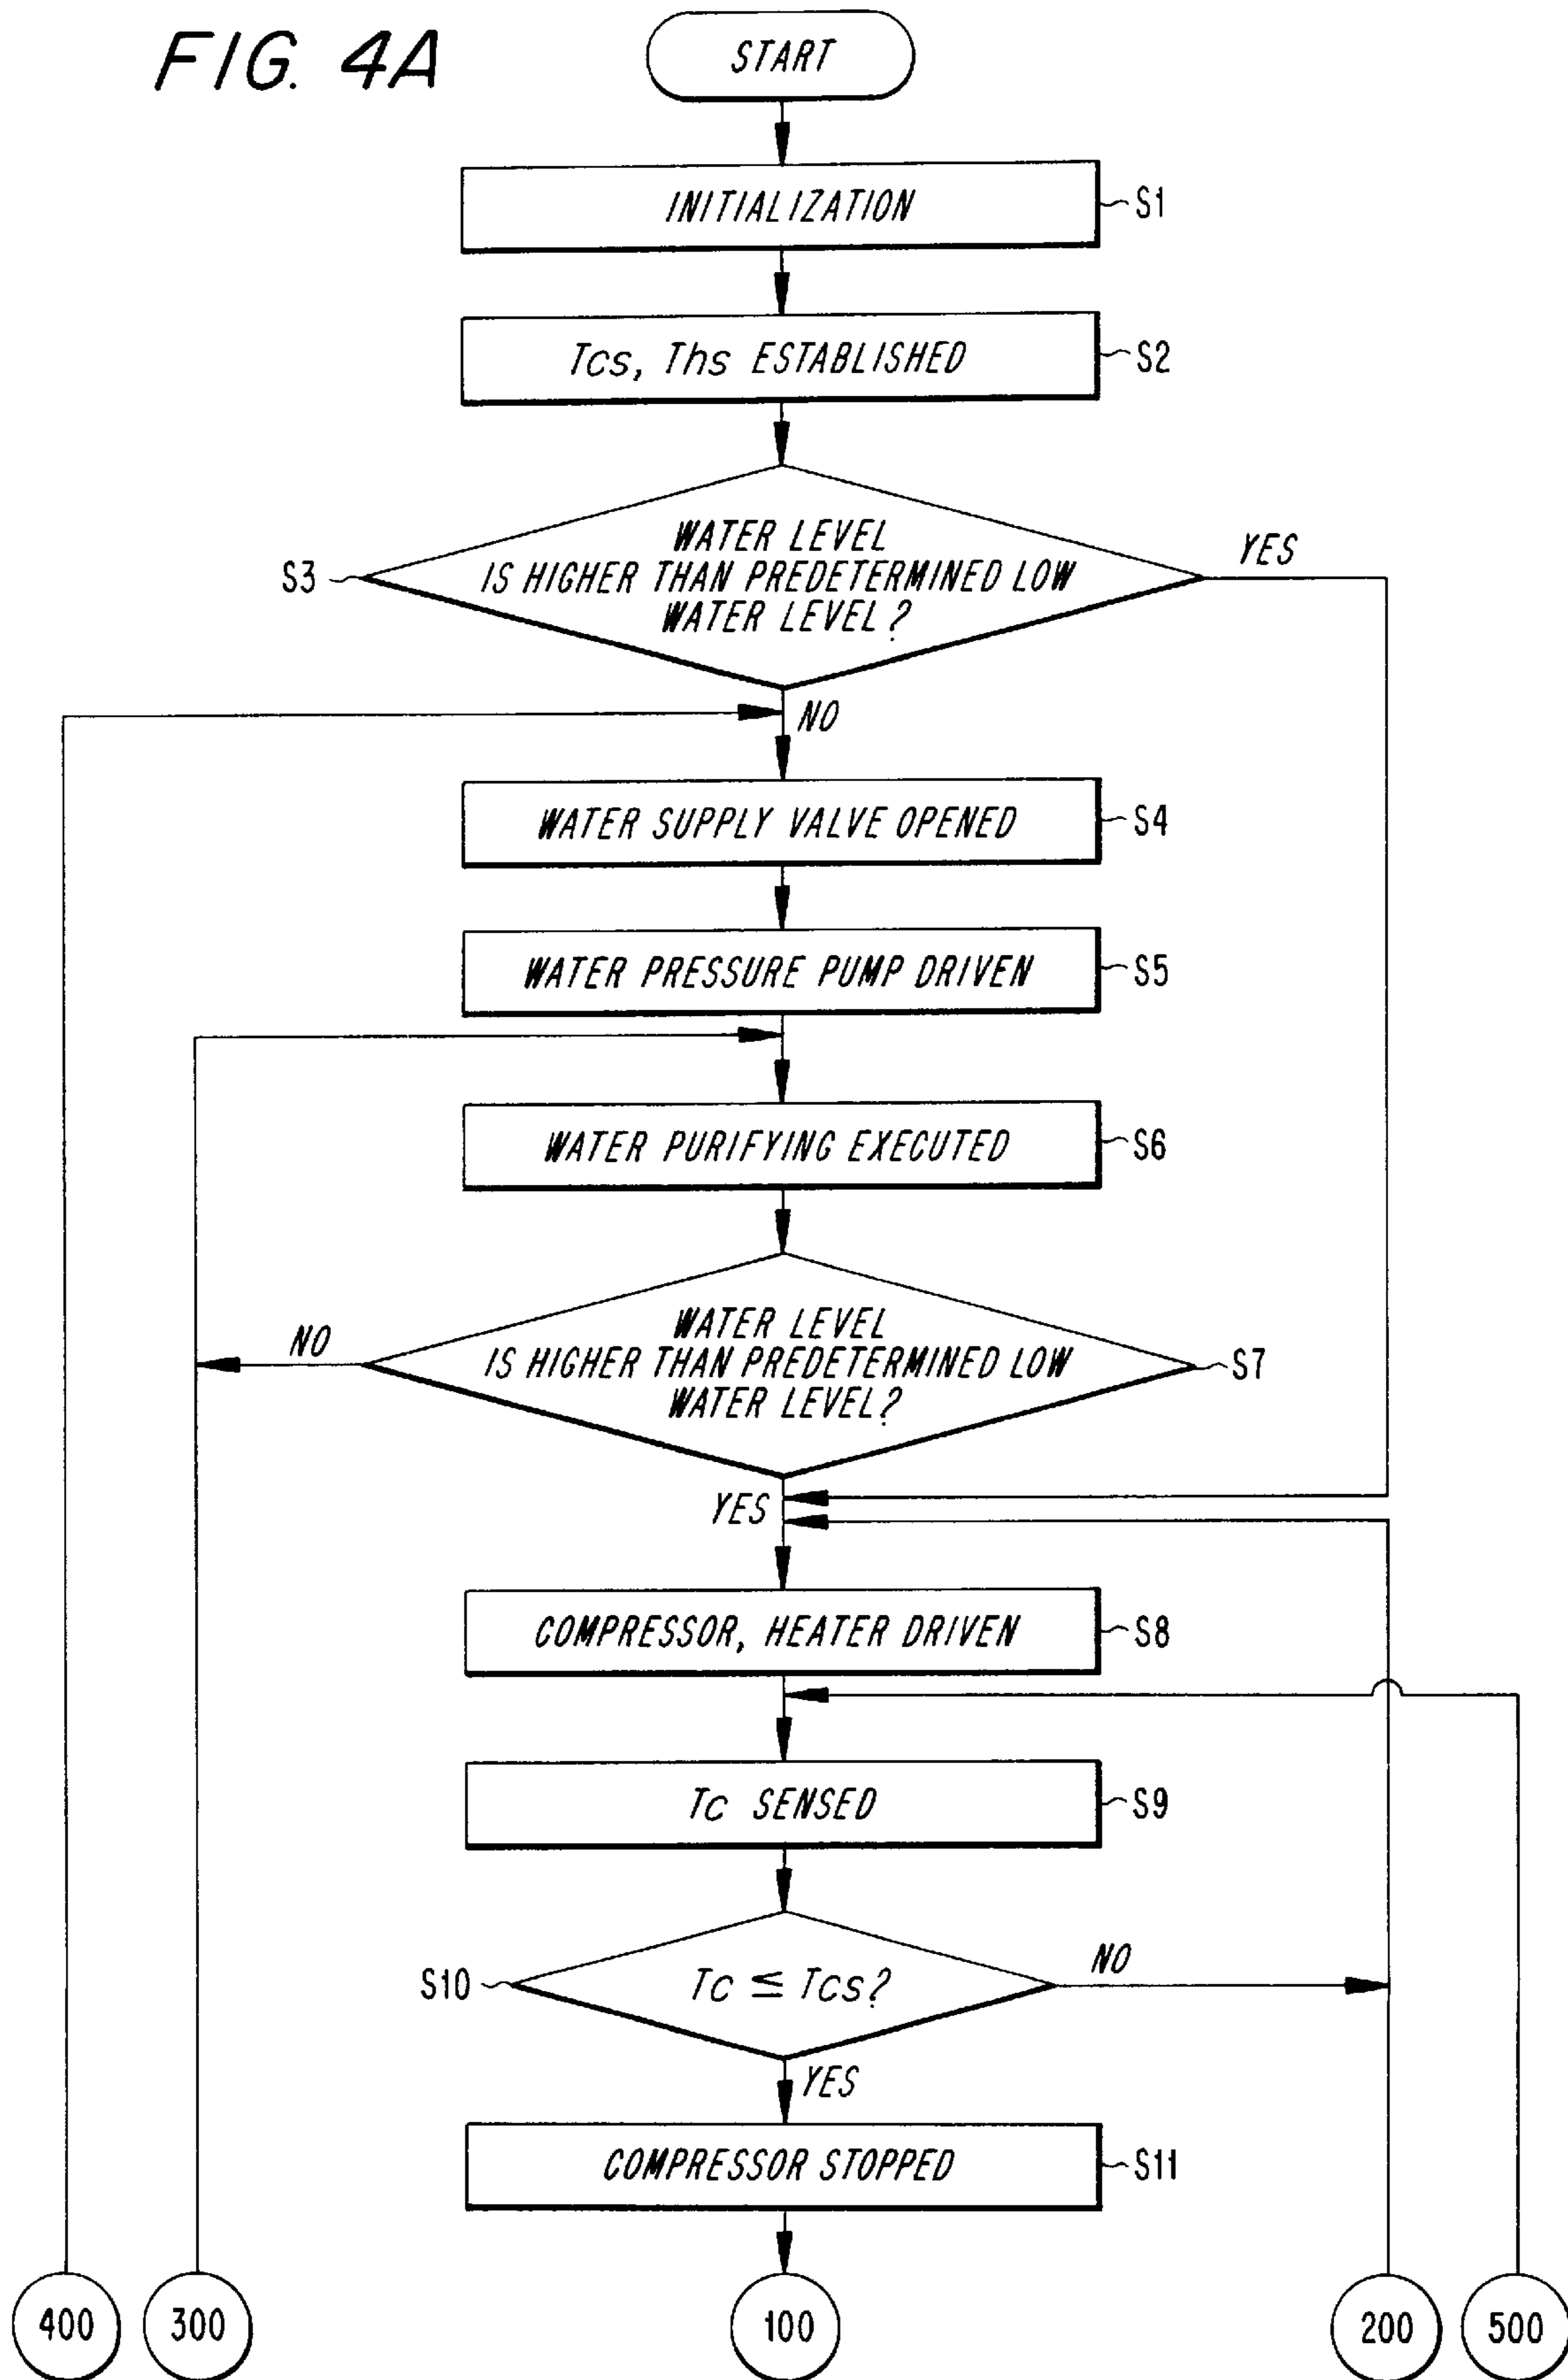 FIG. 4A
START
INITIALIZATION
S1
Tcs, Ths ESTABLISHED
S2
WATER LEVEL
IS HIGHER THAN PREDETERMINED LOW
WATER LEVEL?
S3
YES
NO
WATER SUPPLY VALVE OPENED
S4
WATER PRESSURE PUMP DRIVEN
S5
WATER PURIFYING EXECUTED
S6
WATER LEVEL
IS HIGHER THAN PREDETERMINED LOW
WATER LEVEL?
NO
S7
YES
COMPRESSOR, HEATER DRIVEN
S8
Tc SENSED
S9
S10
Tc ≦ Tcs?
NO
YES
COMPRESSOR STOPPED
S11
400
300
100
200
500